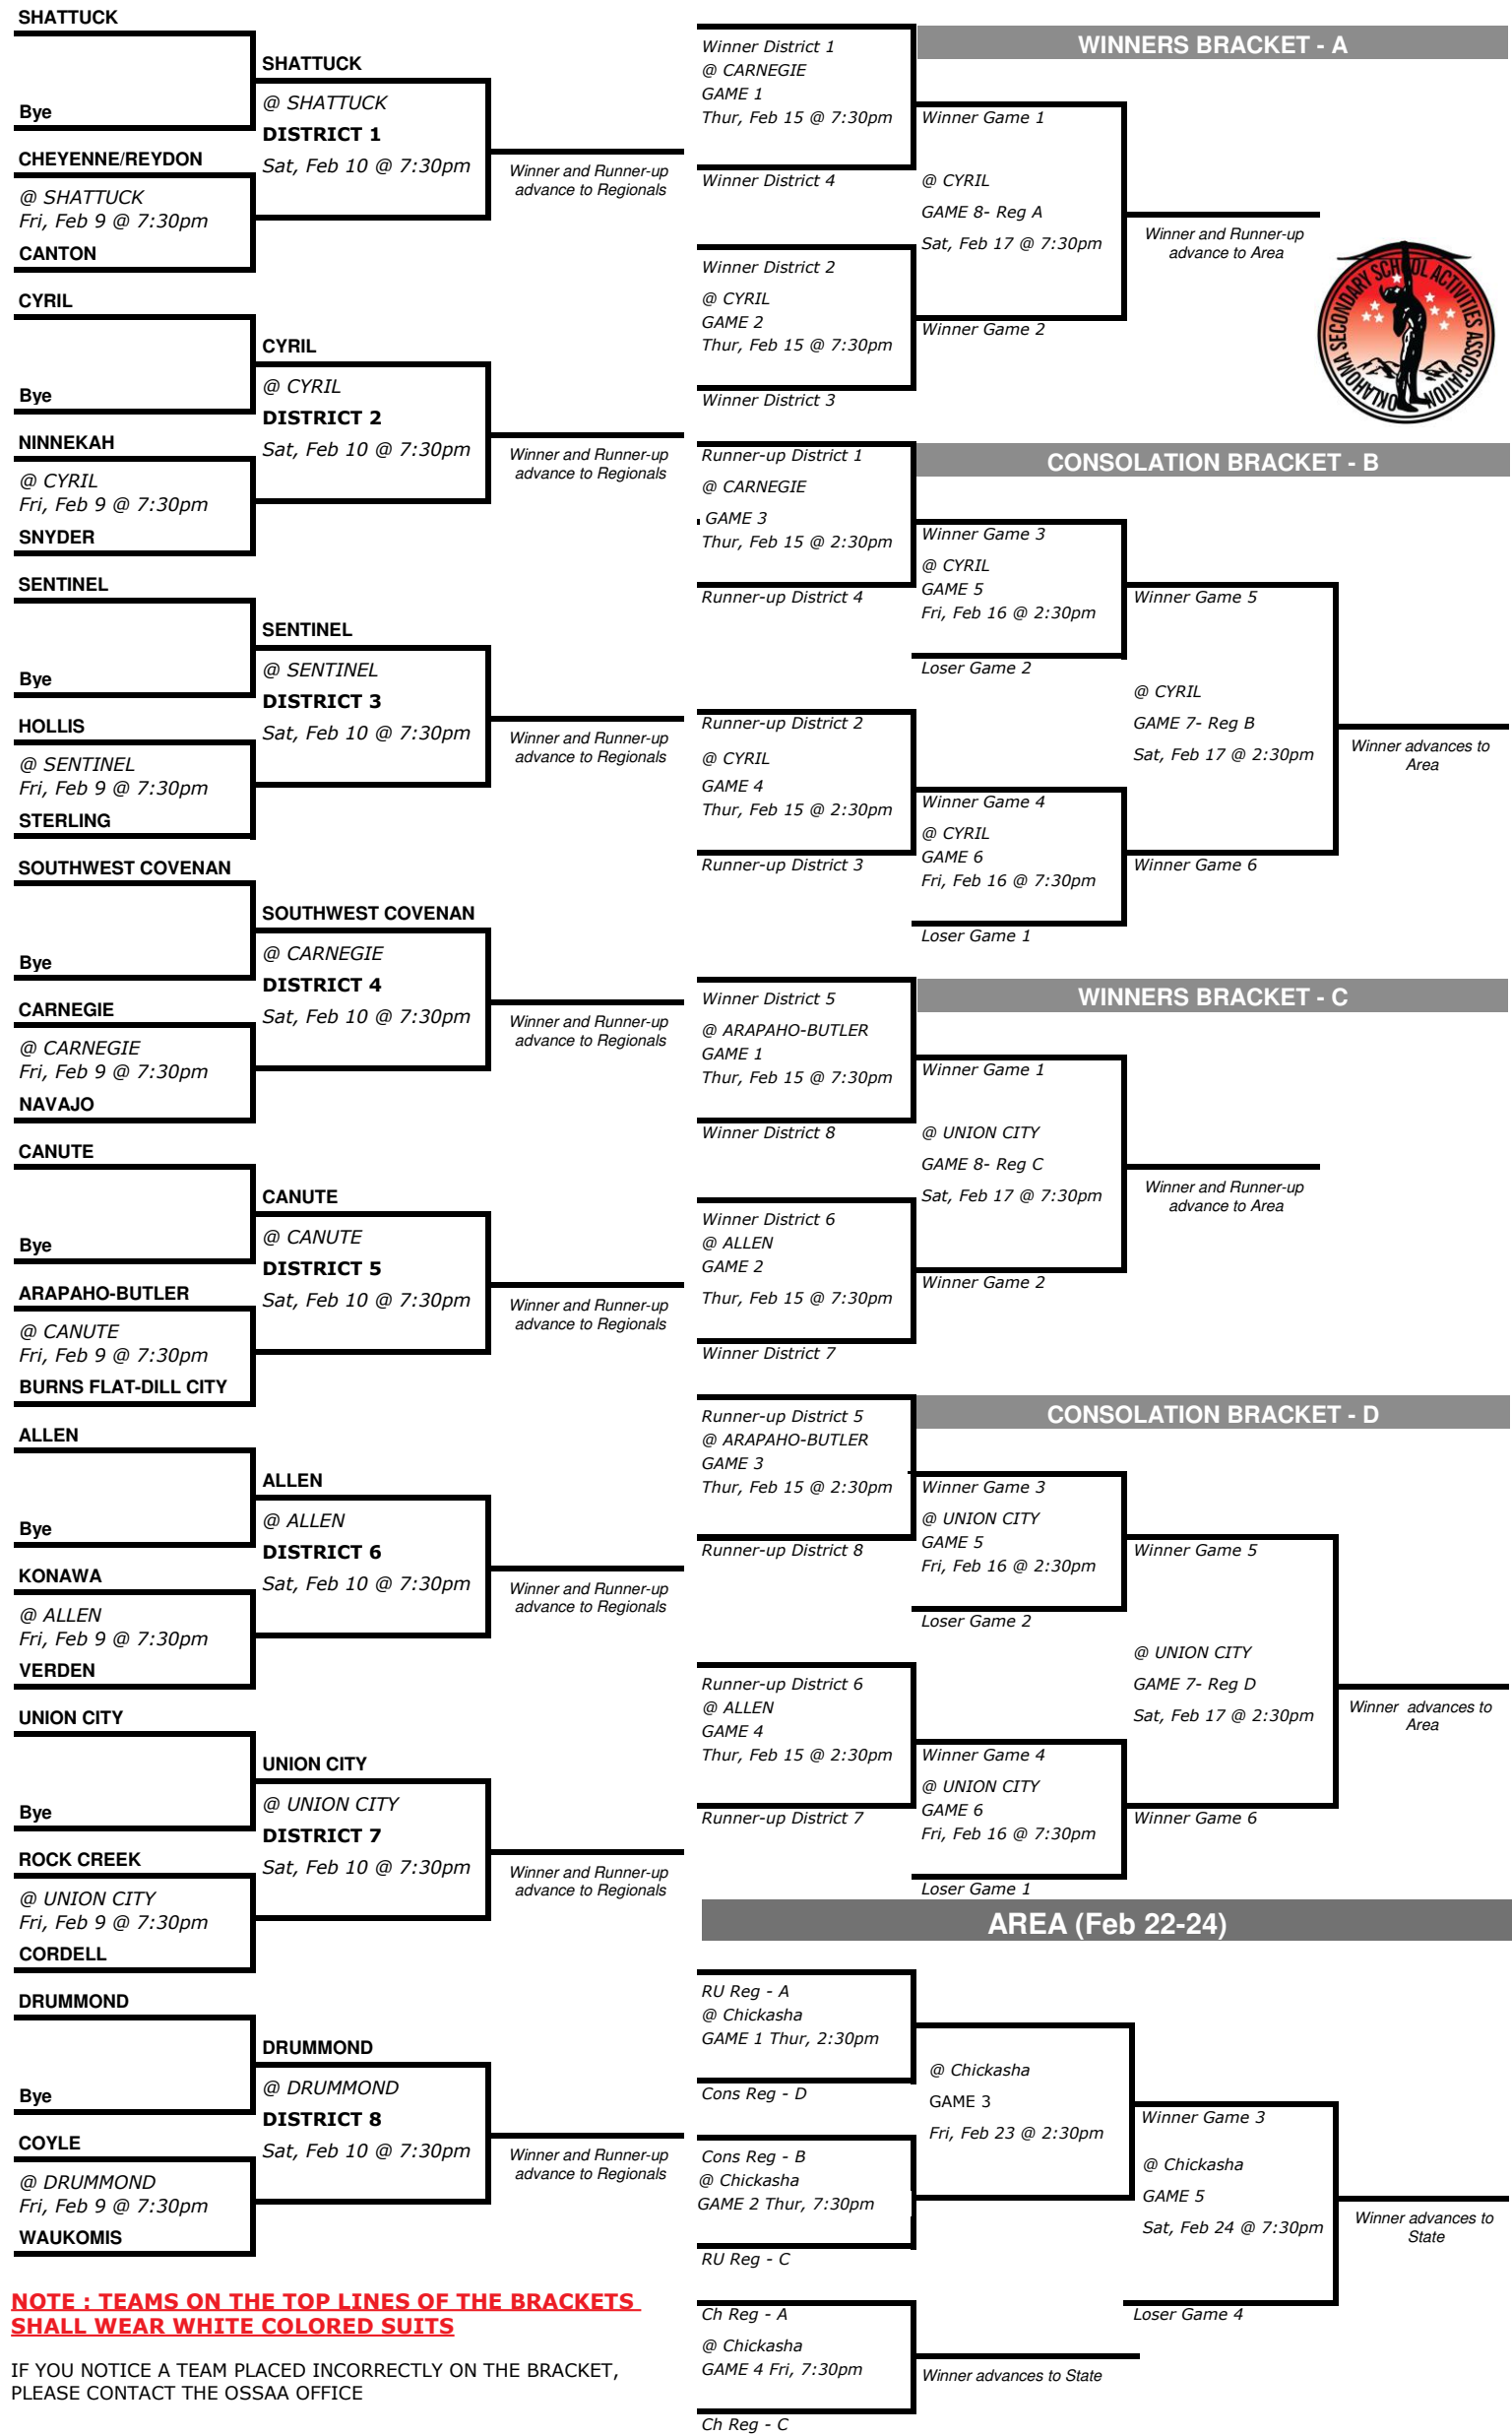 SHATTUCK
Bye
CHEYENNE/REYDON
@ SHATTUCK
Fri, Feb 9 @ 7:30pm
CANTON
SHATTUCK
@ SHATTUCK
DISTRICT 1
Sat, Feb 10 @ 7:30pm
Winner and Runner-up
advance to Regionals
CYRIL
Bye
NINNEKAH
@ CYRIL
Fri, Feb 9 @ 7:30pm
SNYDER
CYRIL
@ CYRIL
DISTRICT 2
Sat, Feb 10 @ 7:30pm
Winner and Runner-up
advance to Regionals
SENTINEL
Bye
HOLLIS
@ SENTINEL
Fri, Feb 9 @ 7:30pm
STERLING
SENTINEL
@ SENTINEL
DISTRICT 3
Sat, Feb 10 @ 7:30pm
Winner and Runner-up
advance to Regionals
SOUTHWEST COVENAN
Bye
CARNEGIE
@ CARNEGIE
Fri, Feb 9 @ 7:30pm
NAVAJO
SOUTHWEST COVENAN
@ CARNEGIE
DISTRICT 4
Sat, Feb 10 @ 7:30pm
Winner and Runner-up
advance to Regionals
CANUTE
Bye
ARAPAHO-BUTLER
@ CANUTE
Fri, Feb 9 @ 7:30pm
BURNS FLAT-DILL CITY
CANUTE
@ CANUTE
DISTRICT 5
Sat, Feb 10 @ 7:30pm
Winner and Runner-up
advance to Regionals
ALLEN
Bye
KONAWA
@ ALLEN
Fri, Feb 9 @ 7:30pm
VERDEN
ALLEN
@ ALLEN
DISTRICT 6
Sat, Feb 10 @ 7:30pm
Winner and Runner-up
advance to Regionals
UNION CITY
Bye
ROCK CREEK
@ UNION CITY
Fri, Feb 9 @ 7:30pm
CORDELL
UNION CITY
@ UNION CITY
DISTRICT 7
Sat, Feb 10 @ 7:30pm
Winner and Runner-up
advance to Regionals
DRUMMOND
Bye
COYLE
@ DRUMMOND
Fri, Feb 9 @ 7:30pm
WAUKOMIS
DRUMMOND
@ DRUMMOND
DISTRICT 8
Sat, Feb 10 @ 7:30pm
Winner and Runner-up
advance to Regionals
NOTE : TEAMS ON THE TOP LINES OF THE BRACKETS
SHALL WEAR WHITE COLORED SUITS
IF YOU NOTICE A TEAM PLACED INCORRECTLY ON THE BRACKET,
PLEASE CONTACT THE OSSAA OFFICE
WINNERS BRACKET - A
Winner District 1
@ CARNEGIE
GAME 1
Thur, Feb 15 @ 7:30pm
Winner District 4
Winner District 2
@ CYRIL
GAME 2
Thur, Feb 15 @ 7:30pm
Winner District 3
Winner Game 1
@ CYRIL
GAME 8- Reg A
Sat, Feb 17 @ 7:30pm
Winner Game 2
Winner and Runner-up
advance to Area
OKLAHOMA SECONDARY SCHOOL ACTIVITIES ASSOCIATION
CONSOLATION BRACKET - B
Runner-up District 1
@ CARNEGIE
GAME 3
Thur, Feb 15 @ 2:30pm
Runner-up District 4
Runner-up District 2
@ CYRIL
GAME 4
Thur, Feb 15 @ 2:30pm
Runner-up District 3
Winner Game 3
@ CYRIL
GAME 5
Fri, Feb 16 @ 2:30pm
Loser Game 2
Winner Game 4
@ CYRIL
GAME 6
Fri, Feb 16 @ 7:30pm
Loser Game 1
Winner Game 5
@ CYRIL
GAME 7- Reg B
Sat, Feb 17 @ 2:30pm
Winner Game 6
Winner advances to
Area
WINNERS BRACKET - C
Winner District 5
@ ARAPAHO-BUTLER
GAME 1
Thur, Feb 15 @ 7:30pm
Winner District 8
Winner District 6
@ ALLEN
GAME 2
Thur, Feb 15 @ 7:30pm
Winner District 7
Winner Game 1
@ UNION CITY
GAME 8- Reg C
Sat, Feb 17 @ 7:30pm
Winner Game 2
Winner and Runner-up
advance to Area
CONSOLATION BRACKET - D
Runner-up District 5
@ ARAPAHO-BUTLER
GAME 3
Thur, Feb 15 @ 2:30pm
Runner-up District 8
Runner-up District 6
@ ALLEN
GAME 4
Thur, Feb 15 @ 2:30pm
Runner-up District 7
Winner Game 3
@ UNION CITY
GAME 5
Fri, Feb 16 @ 2:30pm
Loser Game 2
Winner Game 4
@ UNION CITY
GAME 6
Fri, Feb 16 @ 7:30pm
Loser Game 1
Winner Game 5
@ UNION CITY
GAME 7- Reg D
Sat, Feb 17 @ 2:30pm
Winner Game 6
Winner advances to
Area
AREA (Feb 22-24)
RU Reg - A
@ Chickasha
GAME 1 Thur, 2:30pm
Cons Reg - D
Cons Reg - B
@ Chickasha
GAME 2 Thur, 7:30pm
RU Reg - C
@ Chickasha
GAME 3
Fri, Feb 23 @ 2:30pm
Winner Game 3
@ Chickasha
GAME 5
Sat, Feb 24 @ 7:30pm
Loser Game 4
Winner advances to
State
Ch Reg - A
@ Chickasha
GAME 4 Fri, 7:30pm
Ch Reg - C
Winner advances to State